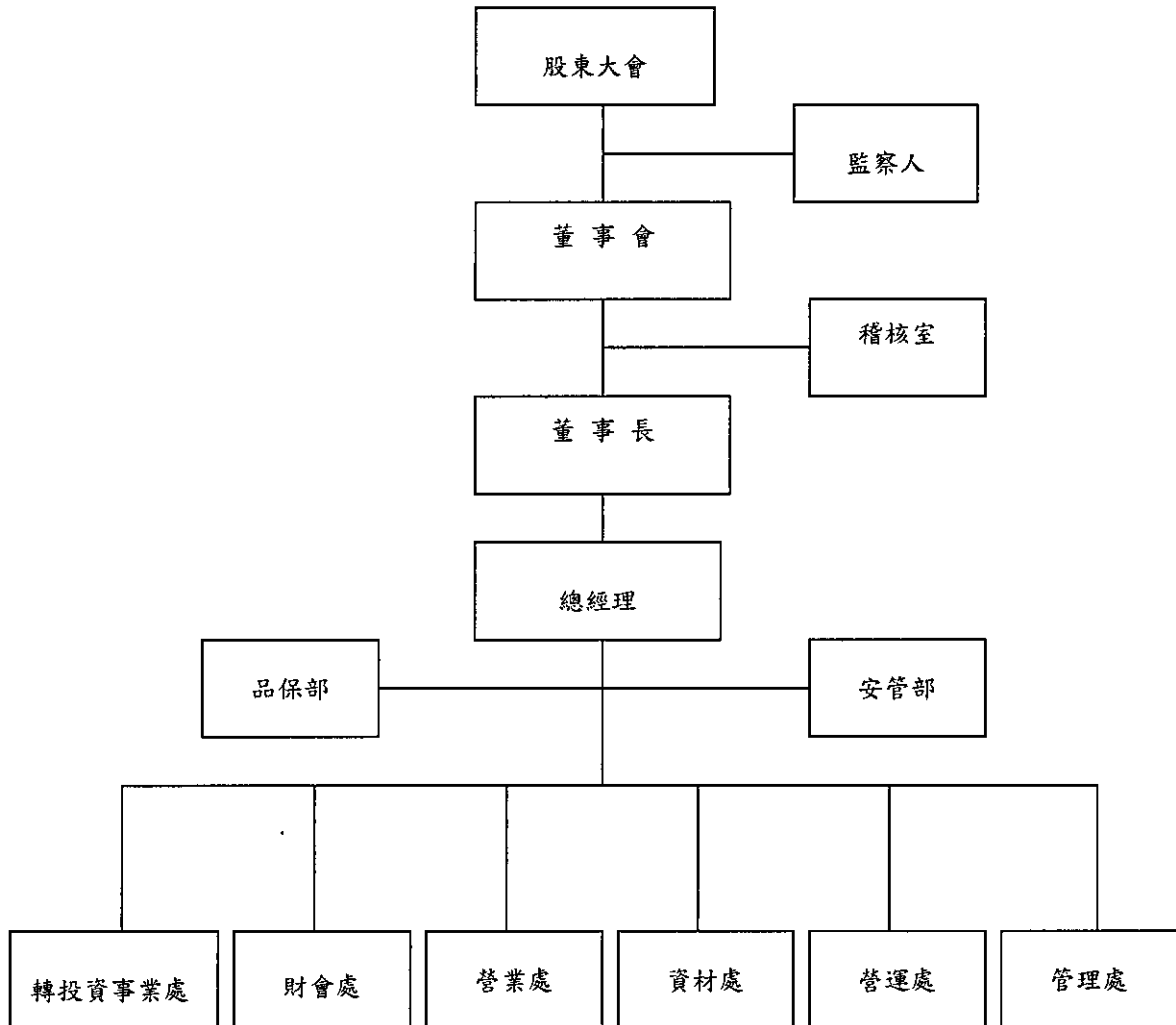 股東大會
監察人
董 事 會
稽核室
董 事 長
總經理
品保部
安管部
轉投資事業處
財會處
營業處
資材處
營運處
管理處